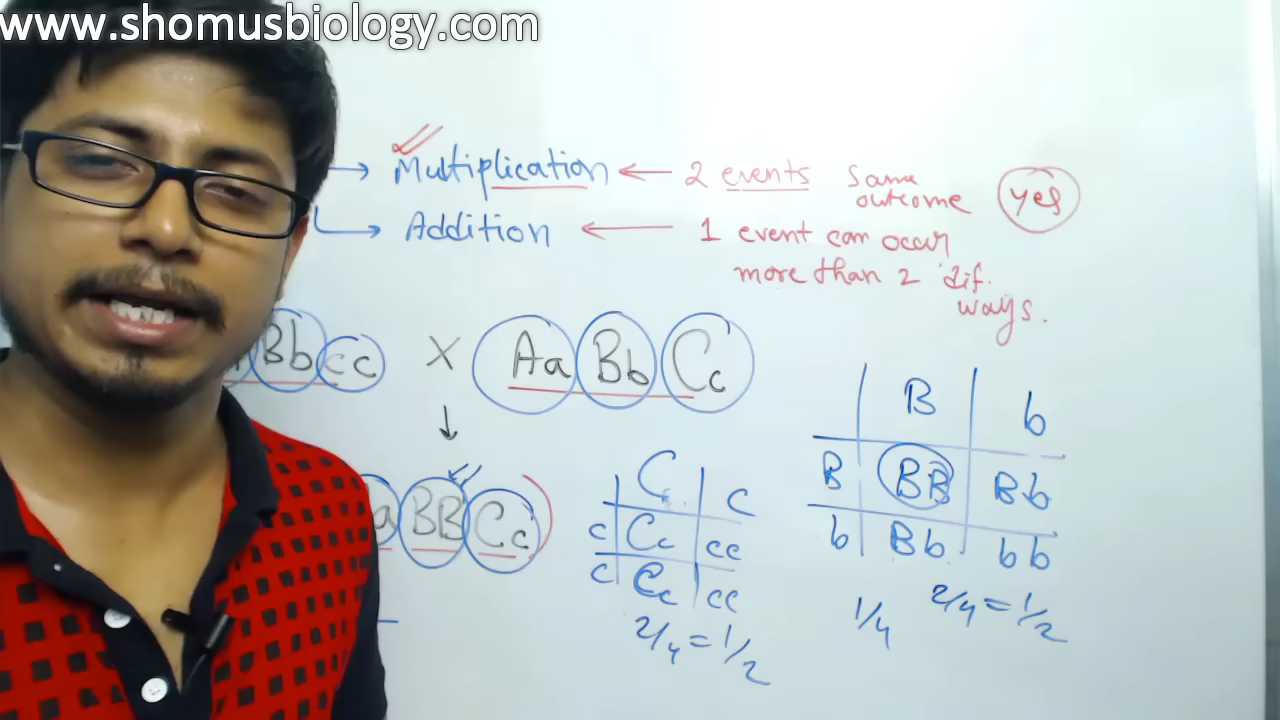 www.shomusbiology.com
→ Multiplication ← 2 events same outcome yes
→ Addition ← 1 event can occur more than 2 dif. ways.
Bb cc × Aa Bb Cc
↓
a BB Cc
C c
c Cc cc
c Cc cc
2/4 = 1/2
B b
B BB Bb
b Bb bb
1/4 2/4 = 1/2